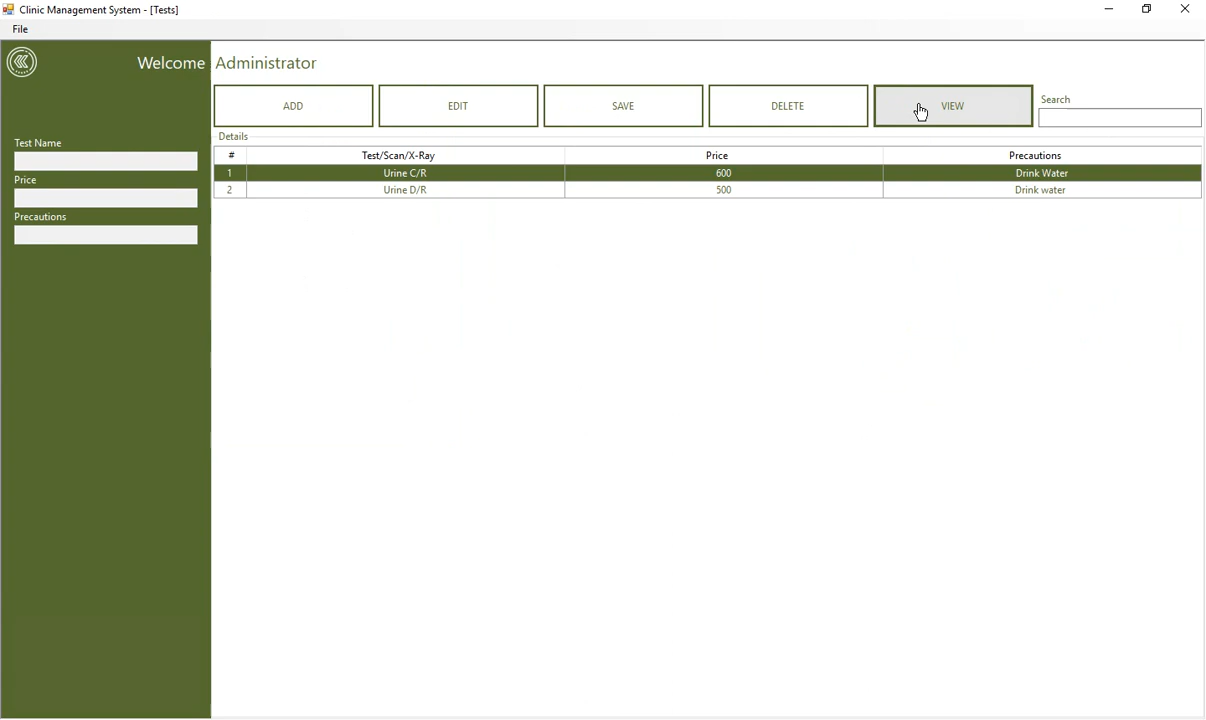 Clinic Management System - [Tests]
File
Welcome Administrator
ADD EDIT SAVE DELETE VIEW
Search
Details
Test Name
Price
Precautions
# Test/Scan/X-Ray Price Precautions
1 Urine C/R 600 Drink Water
2 Urine D/R 500 Drink water